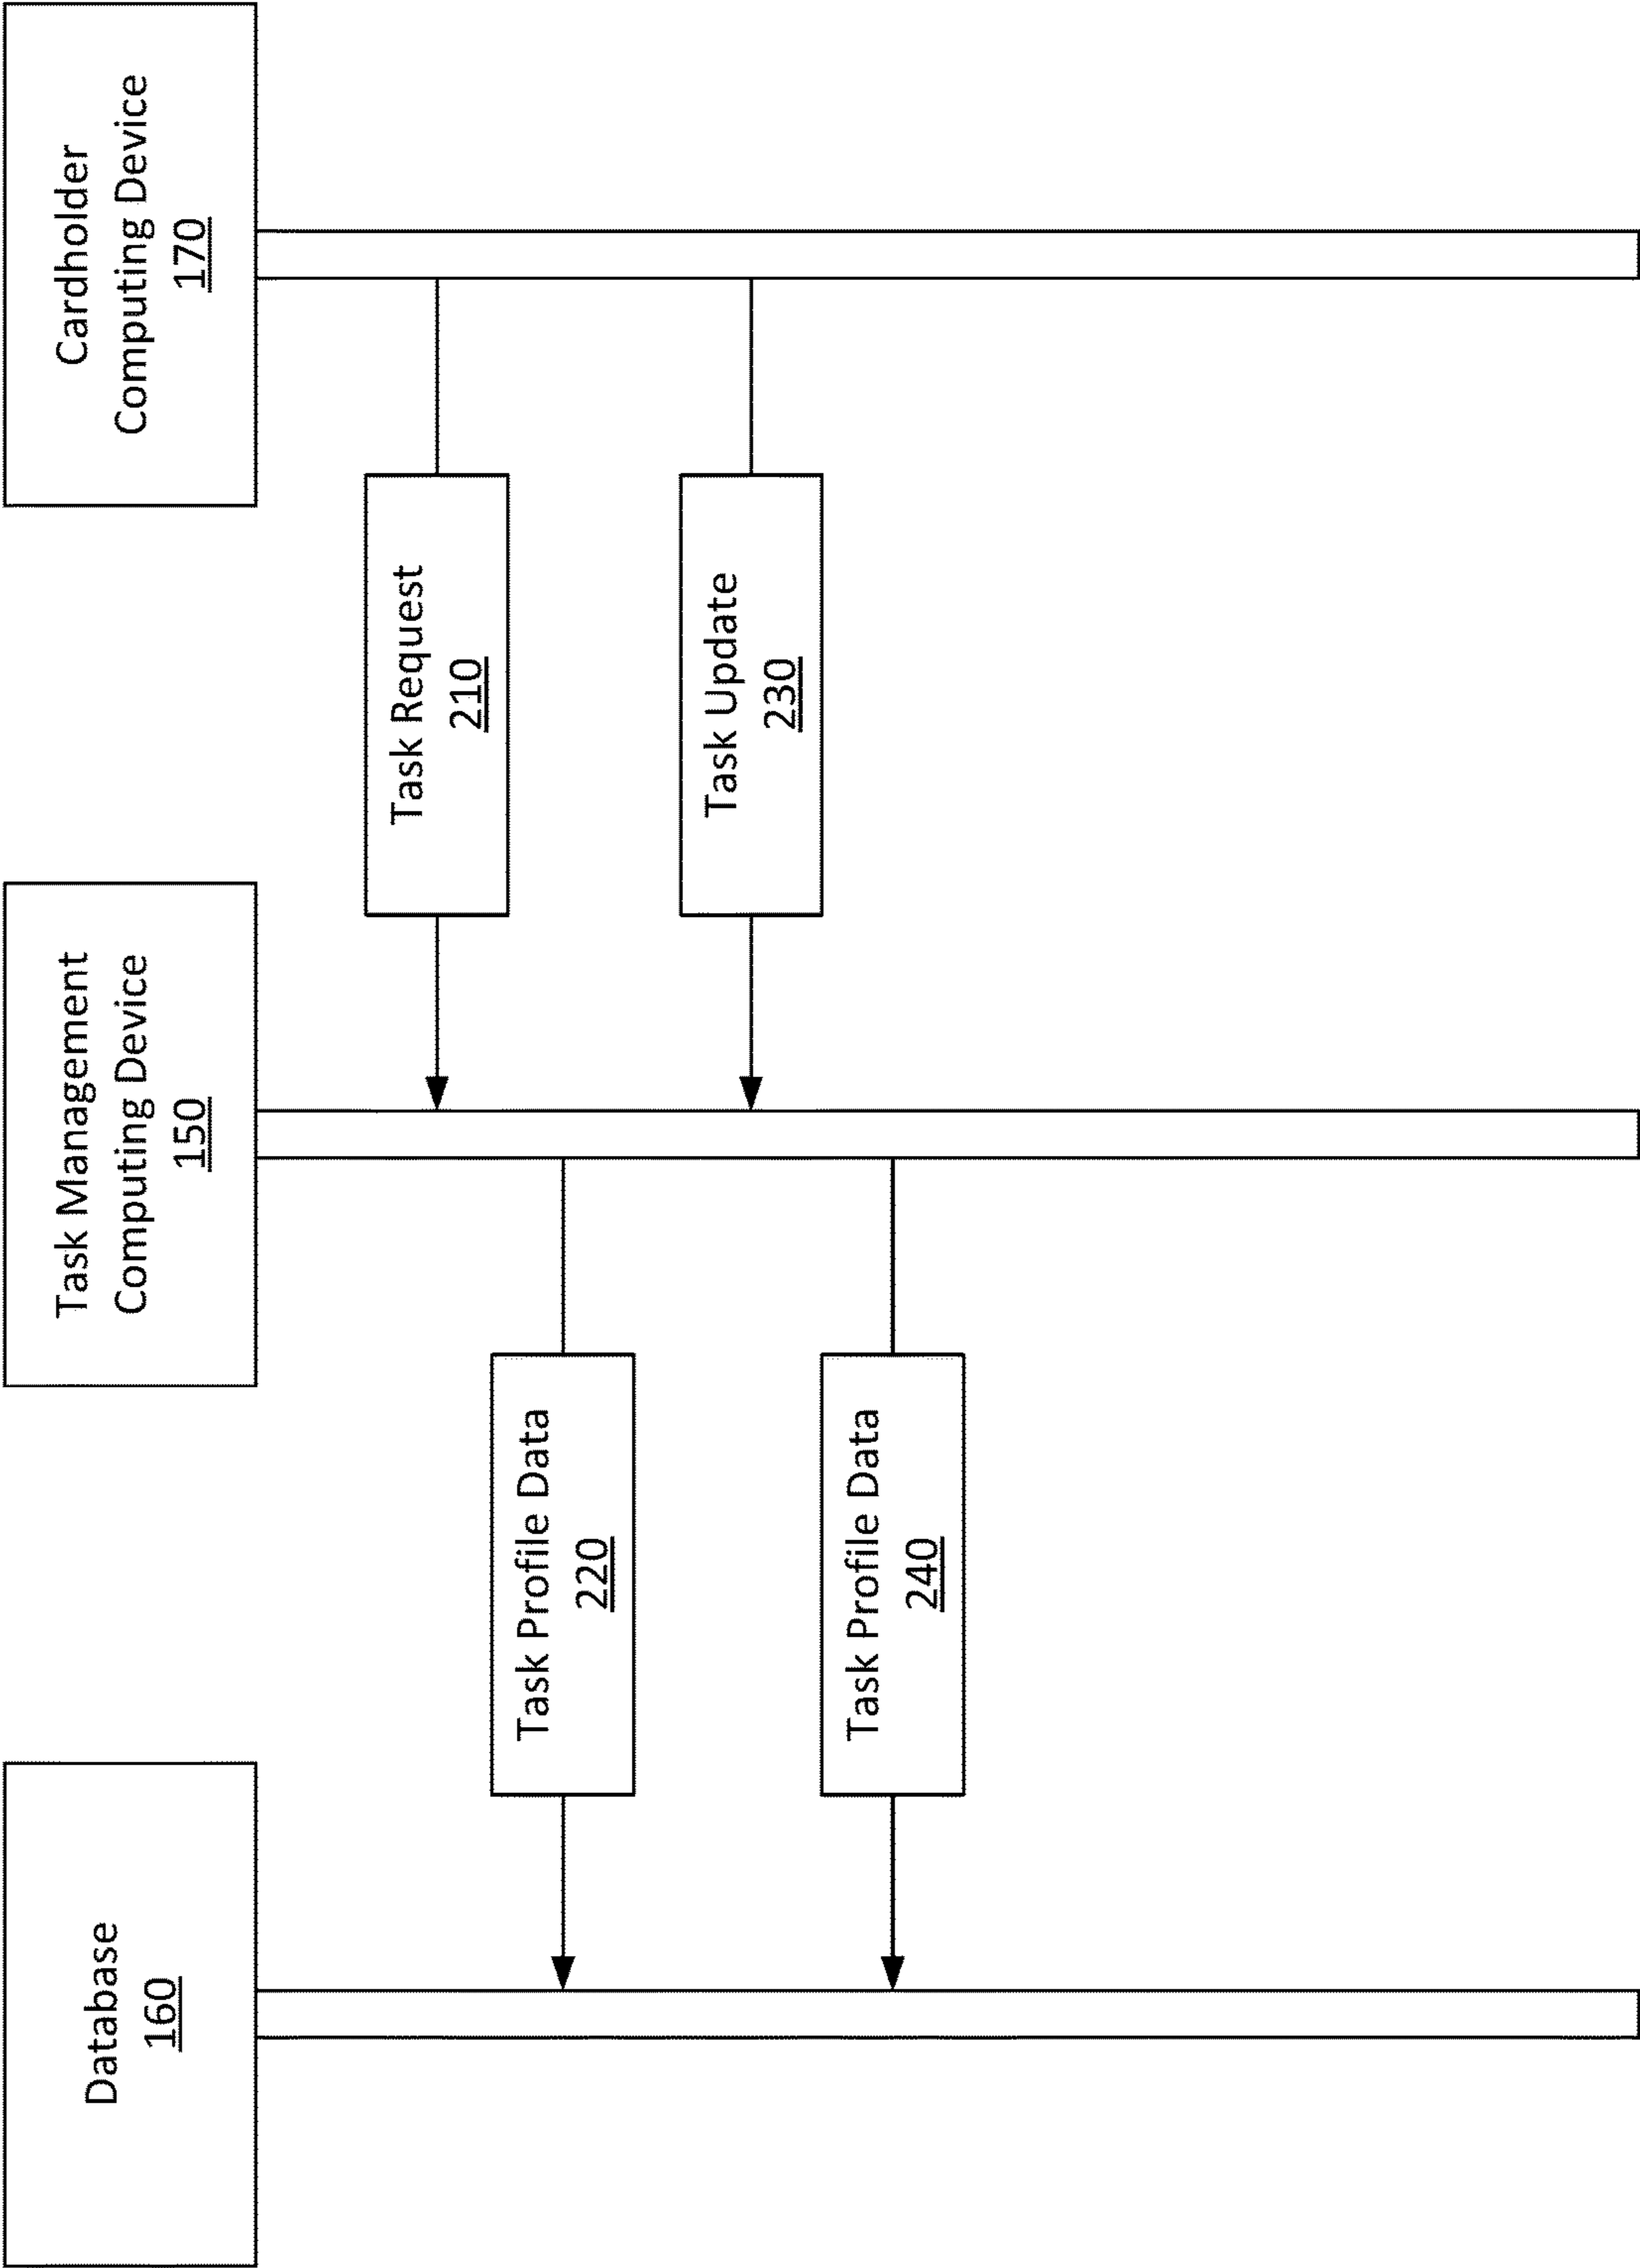 Database
160
Task Management
Computing Device
150
Cardholder
Computing Device
170
Task Request
210
Task Profile Data
220
Task Update
230
Task Profile Data
240